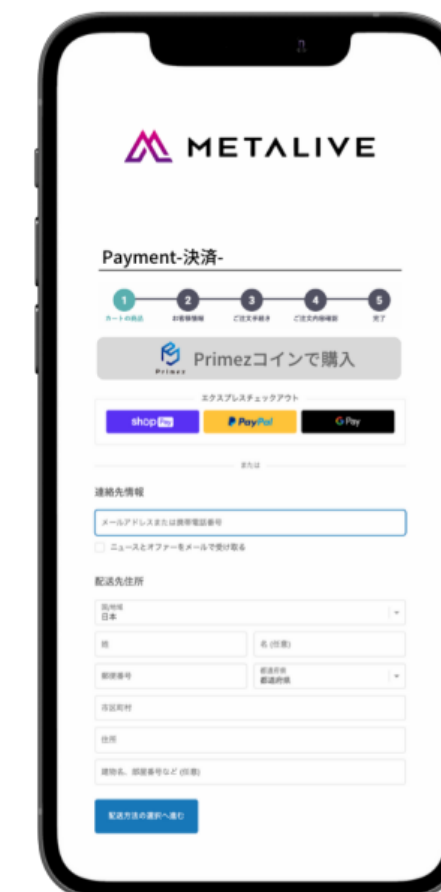 METALIVE
Payment-決済-
1 2 3 4 5
カートの商品 お客様情報 ご注文手続き ご注文内容確認 完了
Primez Primezコインで購入
エクスプレスチェックアウト
shop Pay PayPal G Pay
または
連絡先情報
メールアドレスまたは携帯電話番号
ニュースとオファーをメールで受け取る
配送先住所
国/地域
日本
姓 名 (任意)
郵便番号 都道府県
都道府県
市区町村
住所
建物名、部屋番号など (任意)
配送方法の選択へ進む